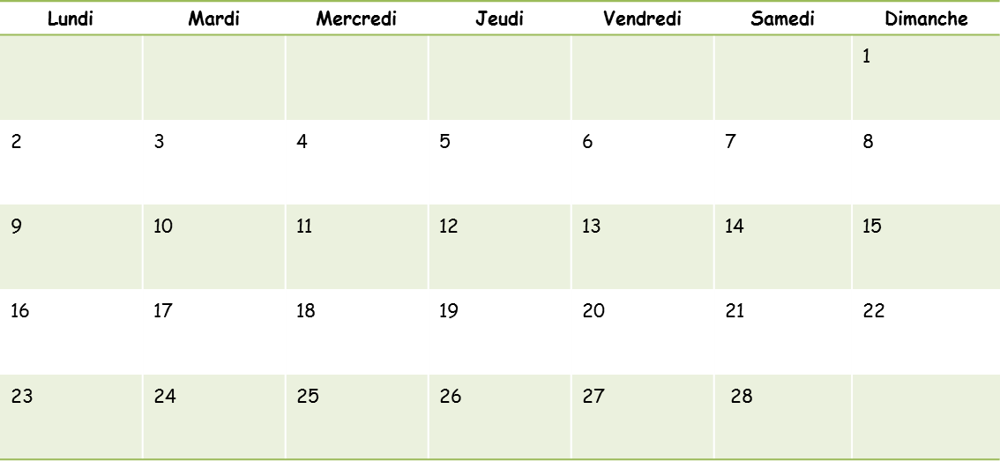 Lundi Mardi Mercredi Jeudi Vendredi Samedi Dimanche
1
2 3 4 5 6 7 8
9 10 11 12 13 14 15
16 17 18 19 20 21 22
23 24 25 26 27 28